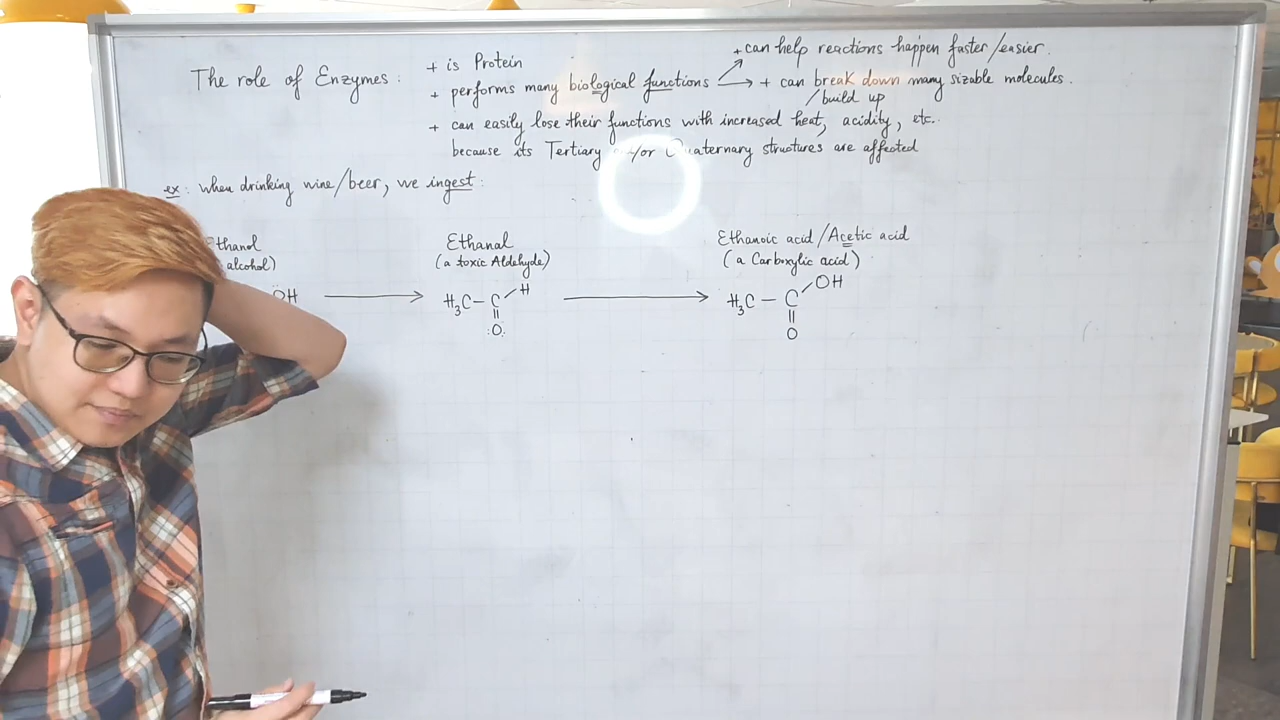 + can help reactions happen faster/easier.
The role of Enzymes: + is Protein
+ performs many biological functions → + can break down many sizable molecules.
/build up
+ can easily lose their functions with increased heat, acidity, etc..
because its Tertiary /or Quaternary structures are affected
ex: when drinking wine/beer, we ingest:
Ethanol
alcohol)
OH
Ethanal
(a toxic Aldehyde)
H₃C – C H
:O:
Ethanoic acid/Acetic acid
(a Carboxylic acid)
H₃C – C OH
O